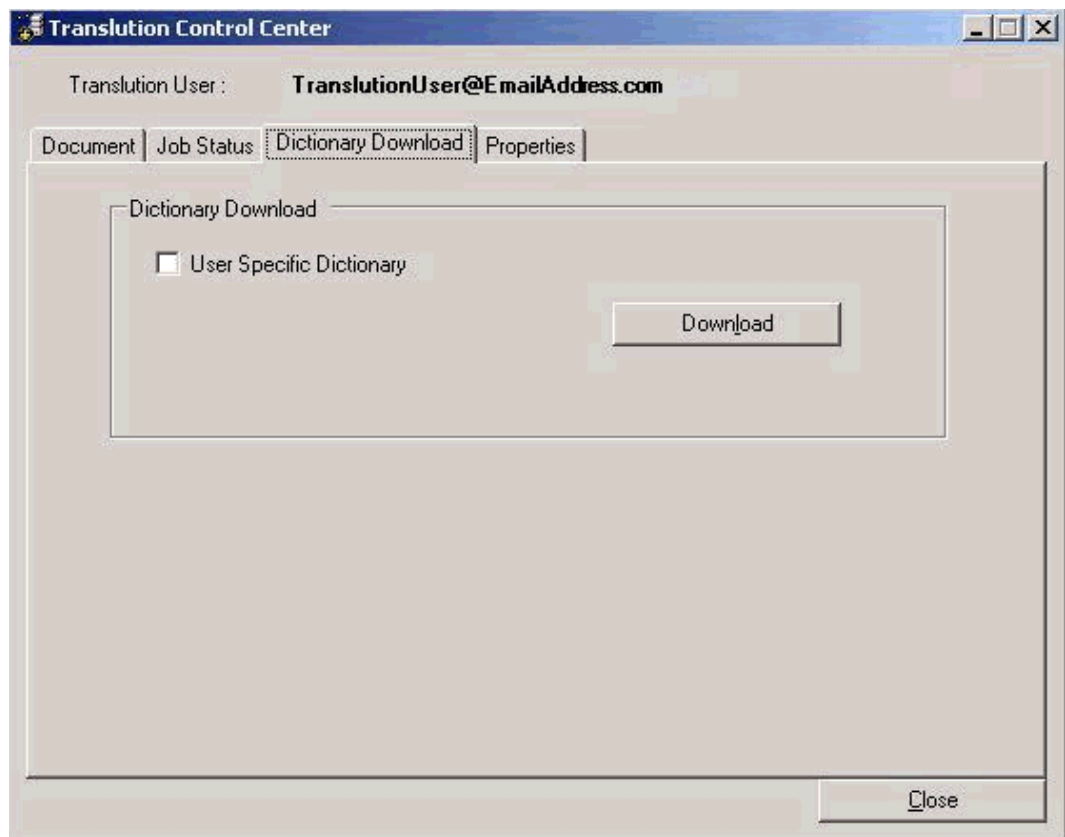 Translution Control Center
Translution User : TranslutionUser@EmailAddress.com
Document Job Status Dictionary Download Properties
Dictionary Download
User Specific Dictionary
Download
Close